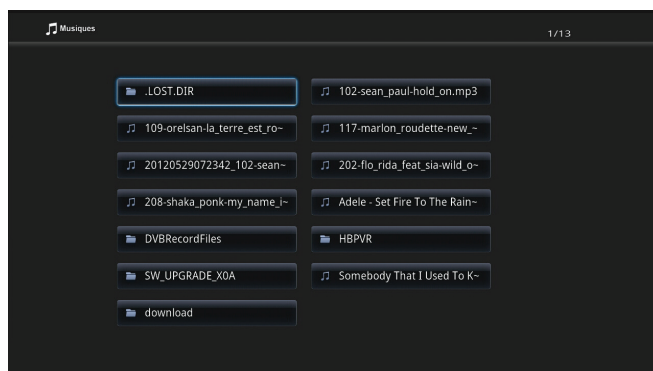 Musiques
1/13
.LOST.DIR
102-sean_paul-hold_on.mp3
109-orelsan-la_terre_est_ro~
117-marlon_roudette-new_~
20120529072342_102-sean~
202-flo_rida_feat_sia-wild_o~
208-shaka_ponk-my_name_i~
Adele - Set Fire To The Rain~
DVBRecordFiles
HBPVR
SW_UPGRADE_X0A
Somebody That I Used To K~
download